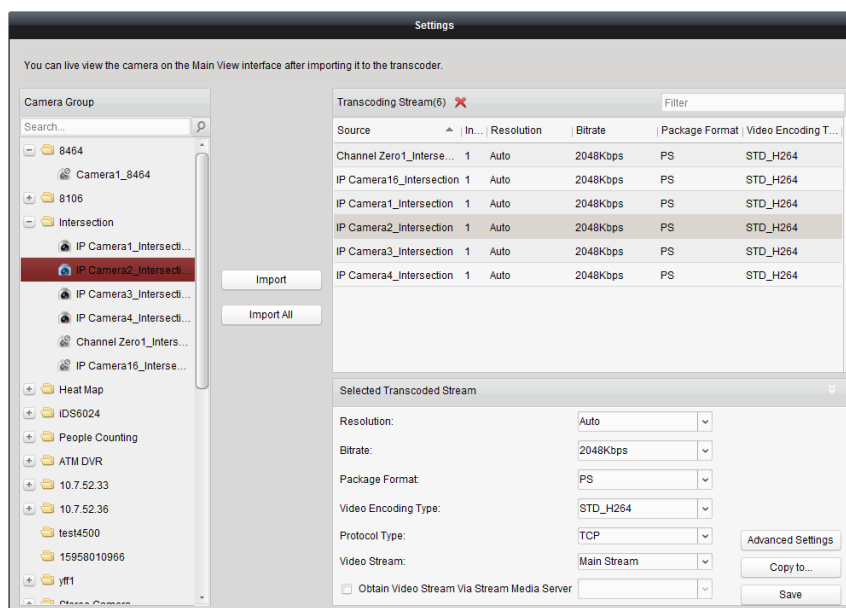 Settings
You can live view the camera on the Main View interface after importing it to the transcoder.
Camera Group
Search...
8464
Camera1_8464
8106
Intersection
IP Camera1_Intersecti...
IP Camera2_Intersecti...
IP Camera3_Intersecti...
IP Camera4_Intersecti...
Channel Zero1_Inters...
IP Camera16_Interse...
Heat Map
iDS6024
People Counting
ATM DVR
10.7.52.33
10.7.52.36
test4500
15958010966
yff1
Stereo Camera
Import
Import All
Transcoding Stream(6)
Filter
Source In... Resolution Bitrate Package Format Video Encoding T...
Channel Zero1_Interse... 1 Auto 2048Kbps PS STD_H264
IP Camera16_Intersection 1 Auto 2048Kbps PS STD_H264
IP Camera1_Intersection 1 Auto 2048Kbps PS STD_H264
IP Camera2_Intersection 1 Auto 2048Kbps PS STD_H264
IP Camera3_Intersection 1 Auto 2048Kbps PS STD_H264
IP Camera4_Intersection 1 Auto 2048Kbps PS STD_H264
Selected Transcoded Stream
Resolution: Auto
Bitrate: 2048Kbps
Package Format: PS
Video Encoding Type: STD_H264
Protocol Type: TCP
Video Stream: Main Stream
Obtain Video Stream Via Stream Media Server
Advanced Settings
Copy to...
Save